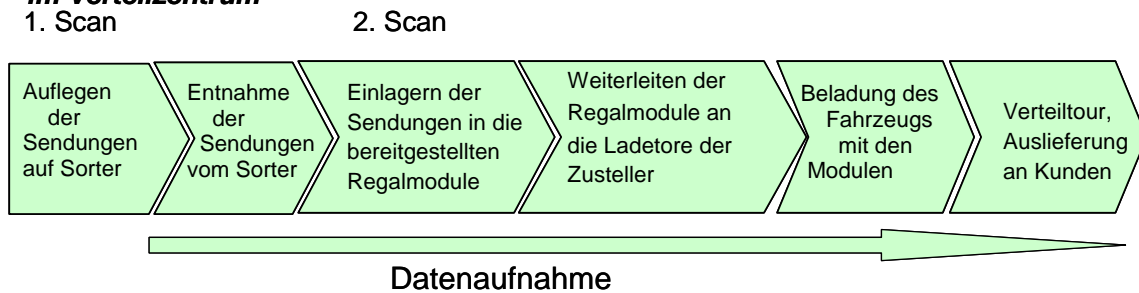 im Verteilzentrum
1. Scan
2. Scan
Auflegen
der
Sendungen
auf Sorter
Entnahme
der
Sendungen
vom Sorter
Einlagern der
Sendungen in die
bereitgestellten
Regalmodule
Weiterleiten der
Regalmodule an
die Ladetore der
Zusteller
Beladung des
Fahrzeugs
mit den
Modulen
Verteiltour,
Auslieferung
an Kunden
Datenaufnahme